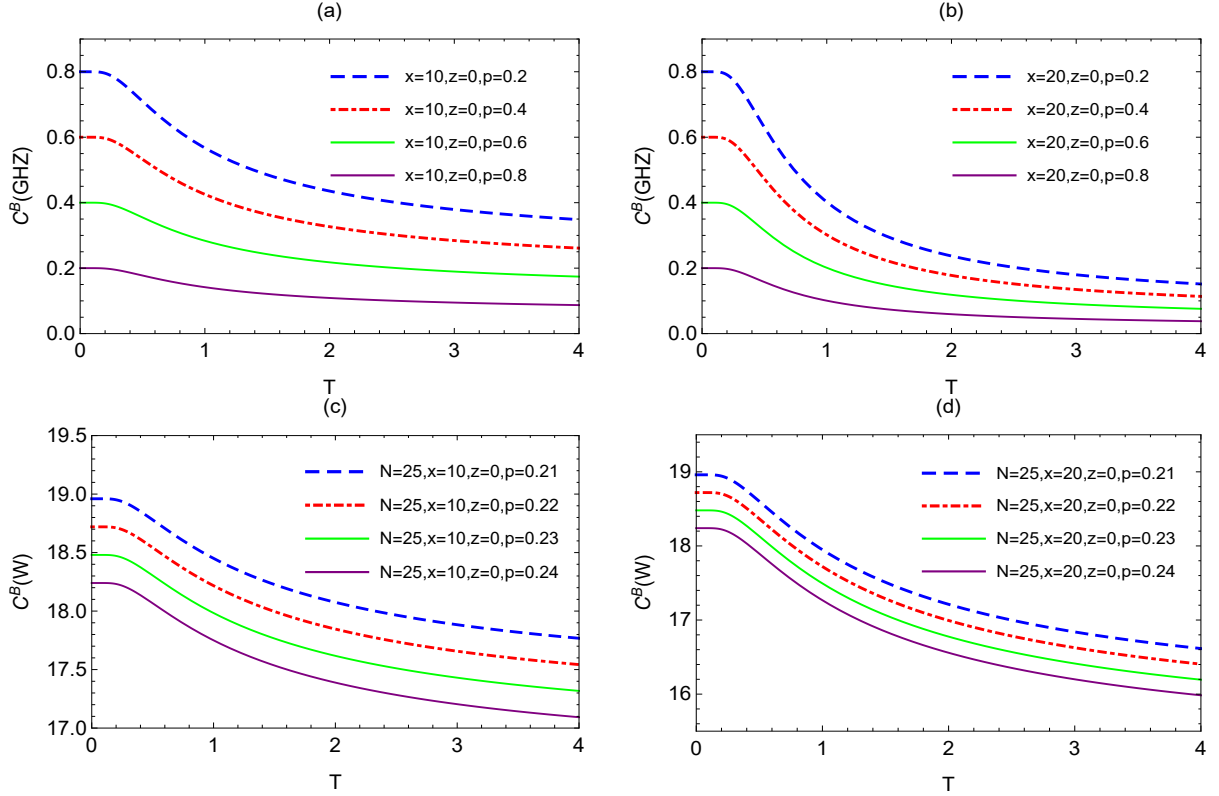 (a)
C^B(GHZ)
0.8
0.6
0.4
0.2
0.0
x=10,z=0,p=0.2
x=10,z=0,p=0.4
x=10,z=0,p=0.6
x=10,z=0,p=0.8
0 1 2 3 4
T
(b)
C^B(GHZ)
0.8
0.6
0.4
0.2
0.0
x=20,z=0,p=0.2
x=20,z=0,p=0.4
x=20,z=0,p=0.6
x=20,z=0,p=0.8
0 1 2 3 4
T
(c)
C^B(W)
19.5
19.0
18.5
18.0
17.5
17.0
N=25,x=10,z=0,p=0.21
N=25,x=10,z=0,p=0.22
N=25,x=10,z=0,p=0.23
N=25,x=10,z=0,p=0.24
0 1 2 3 4
T
(d)
C^B(W)
19
18
17
16
N=25,x=20,z=0,p=0.21
N=25,x=20,z=0,p=0.22
N=25,x=20,z=0,p=0.23
N=25,x=20,z=0,p=0.24
0 1 2 3 4
T